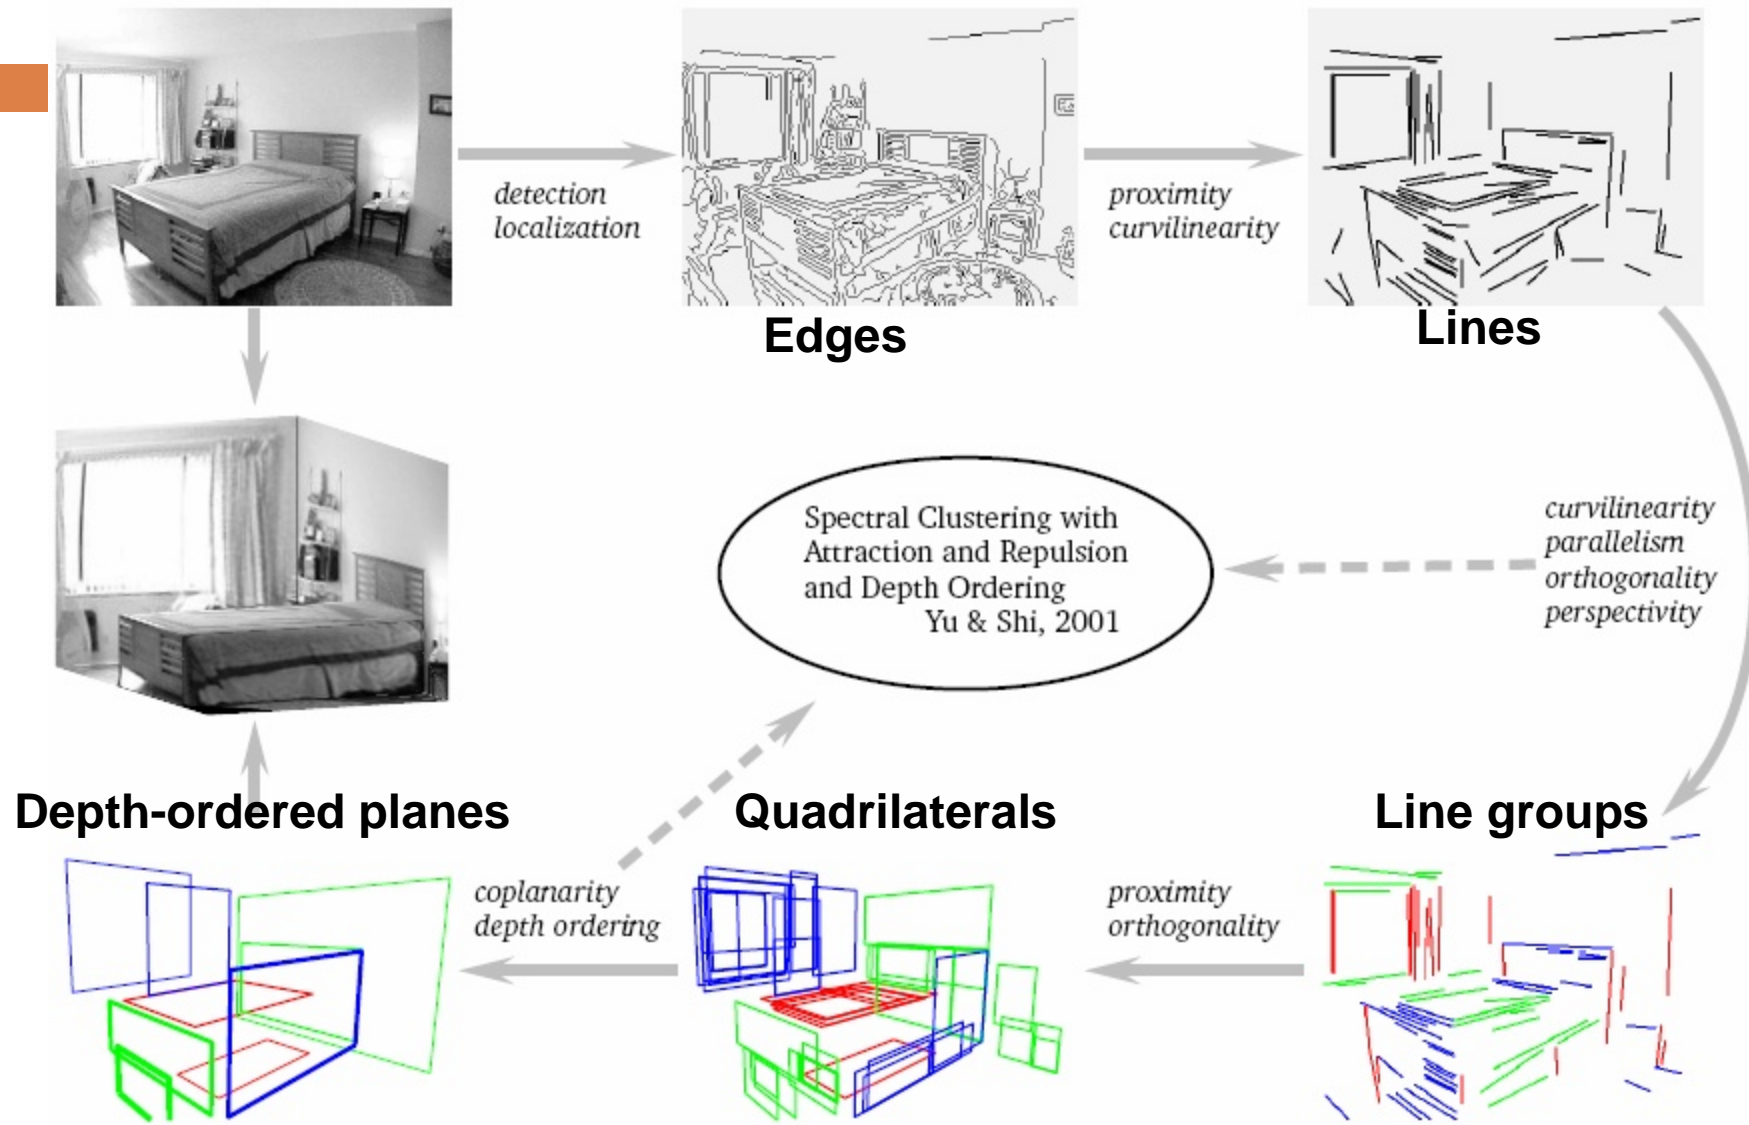 detection
localization
proximity
curvilinearity
Edges
Lines
Spectral Clustering with
Attraction and Repulsion
and Depth Ordering
Yu & Shi, 2001
curvilinearity
parallelism
orthogonality
perspectivity
Depth-ordered planes
Quadrilaterals
Line groups
coplanarity
depth ordering
proximity
orthogonality